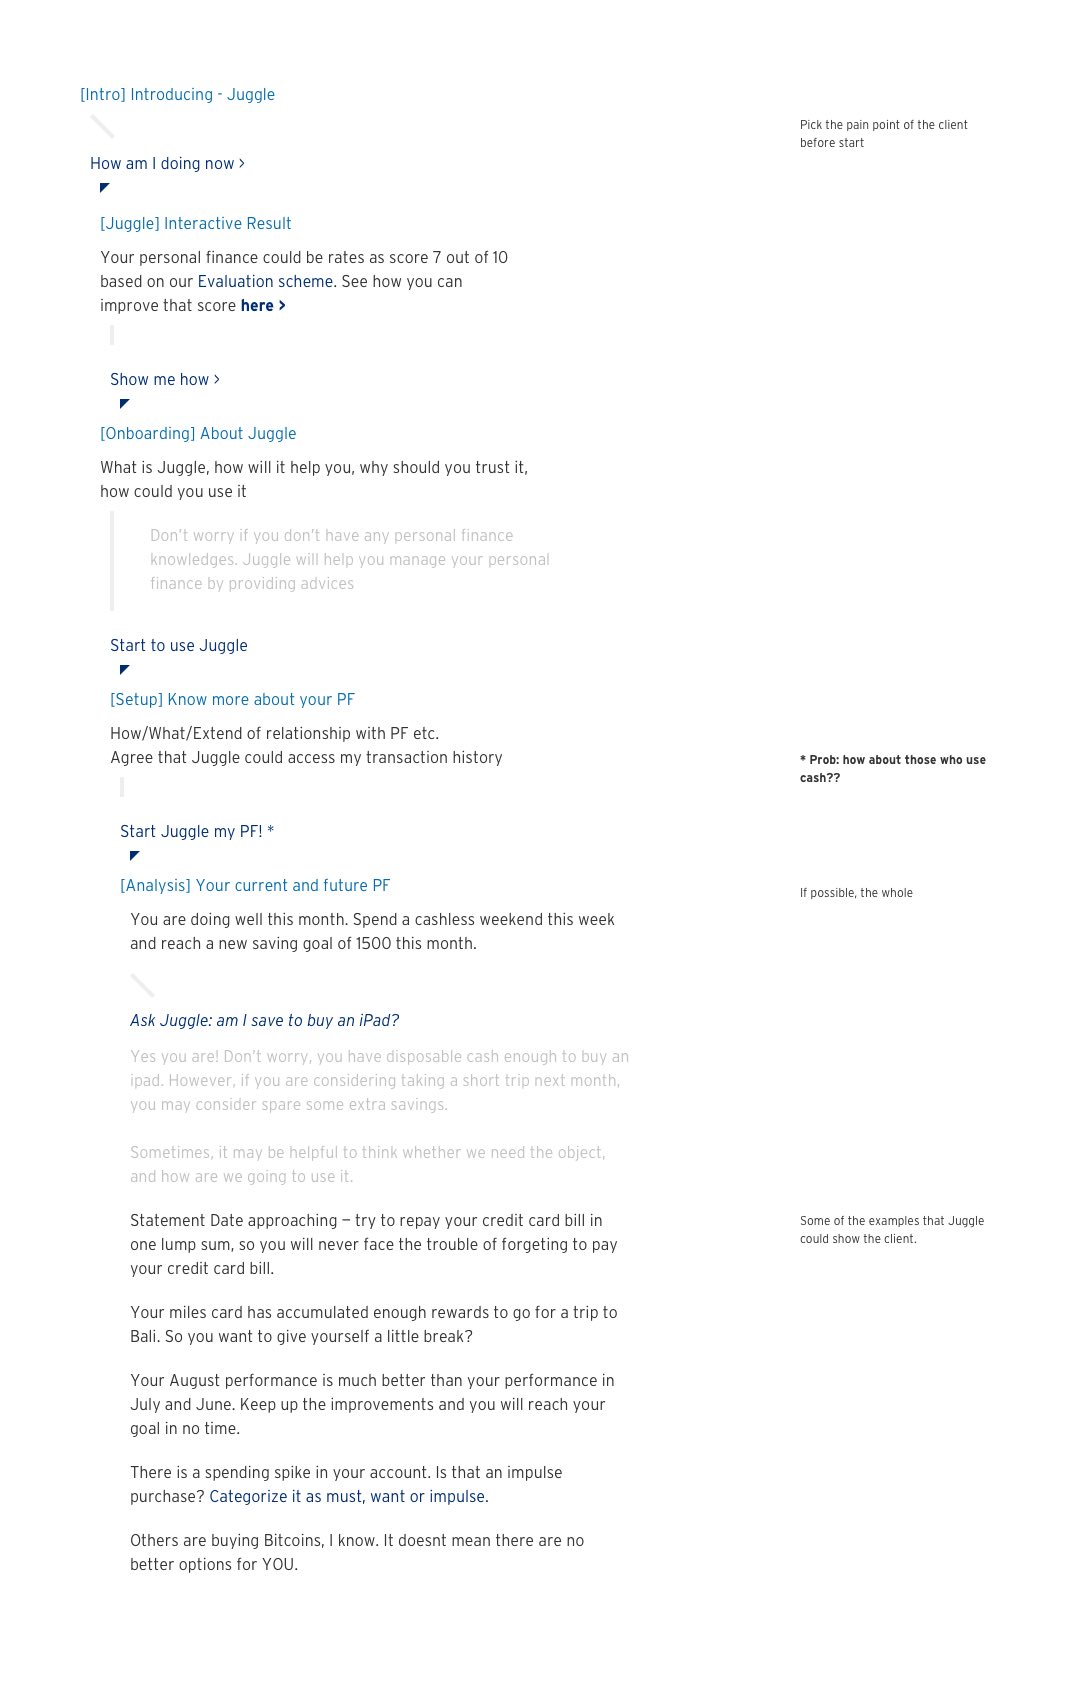 [Intro] Introducing - Juggle
Pick the pain point of the client
before start
How am I doing now >
[Juggle] Interactive Result
Your personal finance could be rates as score 7 out of 10
based on our Evaluation scheme. See how you can
improve that score here >
Show me how >
[Onboarding] About Juggle
What is Juggle, how will it help you, why should you trust it,
how could you use it
Don't worry if you don't have any personal finance
knowledges. Juggle will help you manage your personal
finance by providing advices
Start to use Juggle
[Setup] Know more about your PF
How/What/Extend of relationship with PF etc.
Agree that Juggle could access my transaction history
* Prob: how about those who use
cash??
Start Juggle my PF! *
[Analysis] Your current and future PF
If possible, the whole
You are doing well this month. Spend a cashless weekend this week
and reach a new saving goal of 1500 this month.
Ask Juggle: am I save to buy an iPad?
Yes you are! Don't worry, you have disposable cash enough to buy an
ipad. However, if you are considering taking a short trip next month,
you may consider spare some extra savings.
Sometimes, it may be helpful to think whether we need the object,
and how are we going to use it.
Statement Date approaching – try to repay your credit card bill in
one lump sum, so you will never face the trouble of forgeting to pay
your credit card bill.
Some of the examples that Juggle
could show the client.
Your miles card has accumulated enough rewards to go for a trip to
Bali. So you want to give yourself a little break?
Your August performance is much better than your performance in
July and June. Keep up the improvements and you will reach your
goal in no time.
There is a spending spike in your account. Is that an impulse
purchase? Categorize it as must, want or impulse.
Others are buying Bitcoins, I know. It doesnt mean there are no
better options for YOU.